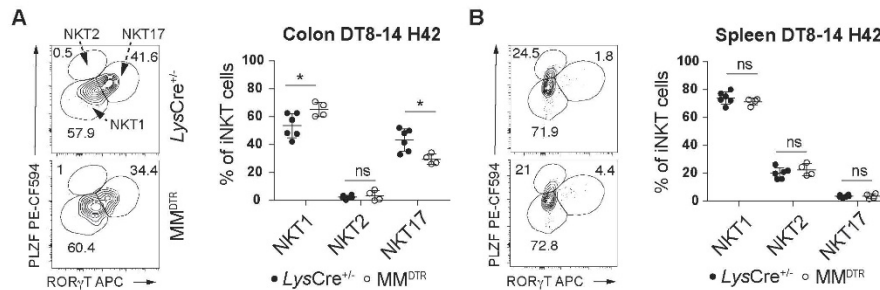 A
NKT2
NKT17
0.5
41.6
NKT1
57.9
LysCre+/-
1
34.4
60.4
MMDTR
PLZF PE-CF594
RORγT APC
Colon DT8-14 H42
% of iNKT cells
100
80
60
40
20
0
*
ns
*
NKT1
NKT2
NKT17
● LysCre+/- ○ MMDTR
B
24.5
1.8
71.9
21
4.4
72.8
PLZF PE-CF594
RORγT APC
Spleen DT8-14 H42
% of iNKT cells
100
80
60
40
20
0
ns
ns
ns
NKT1
NKT2
NKT17
● LysCre+/- ○ MMDTR